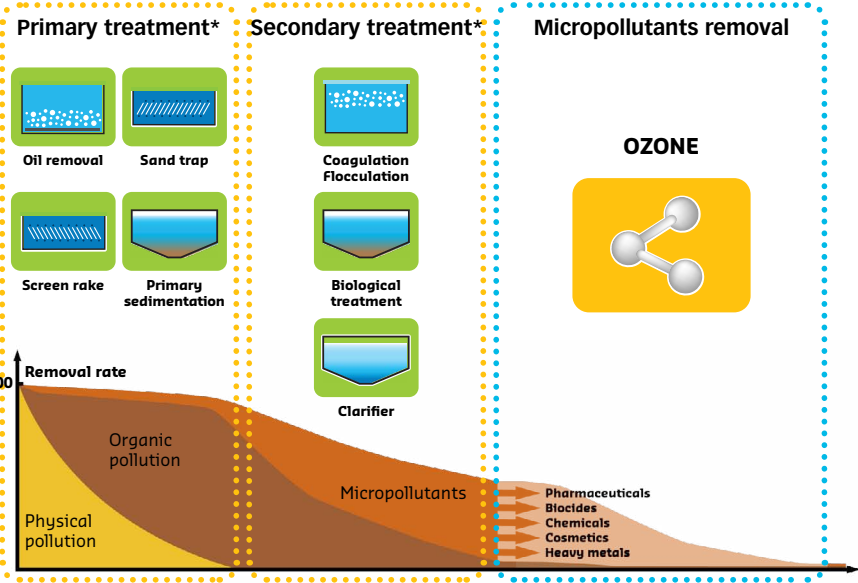 Primary treatment*
Secondary treatment*
Micropollutants removal
Oil removal
Sand trap
Screen rake
Primary
sedimentation
Coagulation
Flocculation
Biological
treatment
Clarifier
OZONE
Removal rate
00
Organic
pollution
Physical
pollution
Micropollutants
Pharmaceuticals
Biocides
Chemicals
Cosmetics
Heavy metals